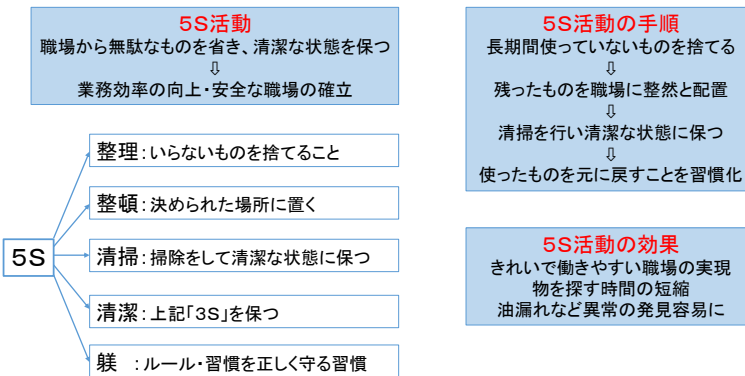 5S活動
職場から無駄なものを省き、清潔な状態を保つ
⇩
業務効率の向上・安全な職場の確立
5S
整理：いらないものを捨てること
整頓：決められた場所に置く
清掃：掃除をして清潔な状態に保つ
清潔：上記「3S」を保つ
躾　：ルール・習慣を正しく守る習慣
5S活動の手順
長期間使っていないものを捨てる
⇩
残ったものを職場に整然と配置
⇩
清掃を行い清潔な状態に保つ
⇩
使ったものを元に戻すことを習慣化
5S活動の効果
きれいで働きやすい職場の実現
物を探す時間の短縮
油漏れなど異常の発見容易に